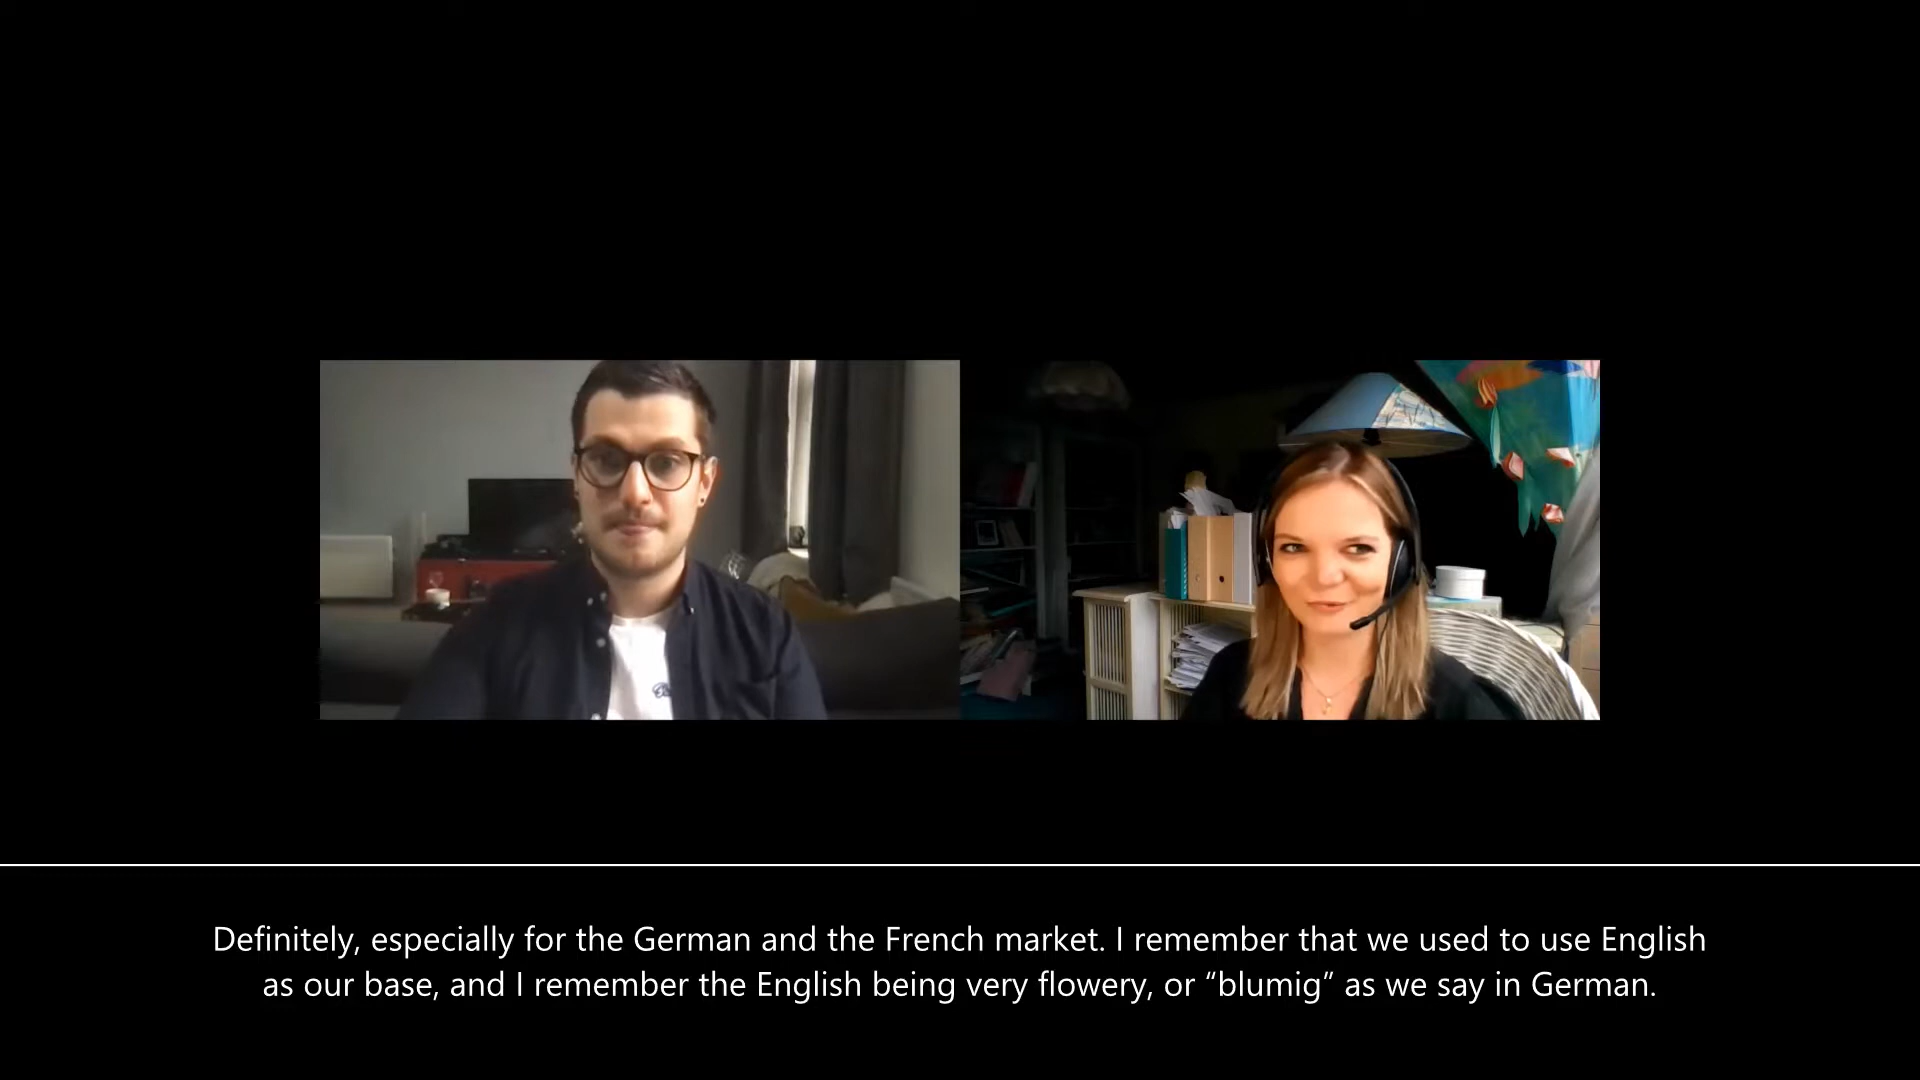 Definitely, especially for the German and the French market. I remember that we used to use English
as our base, and I remember the English being very flowery, or “blumig” as we say in German.